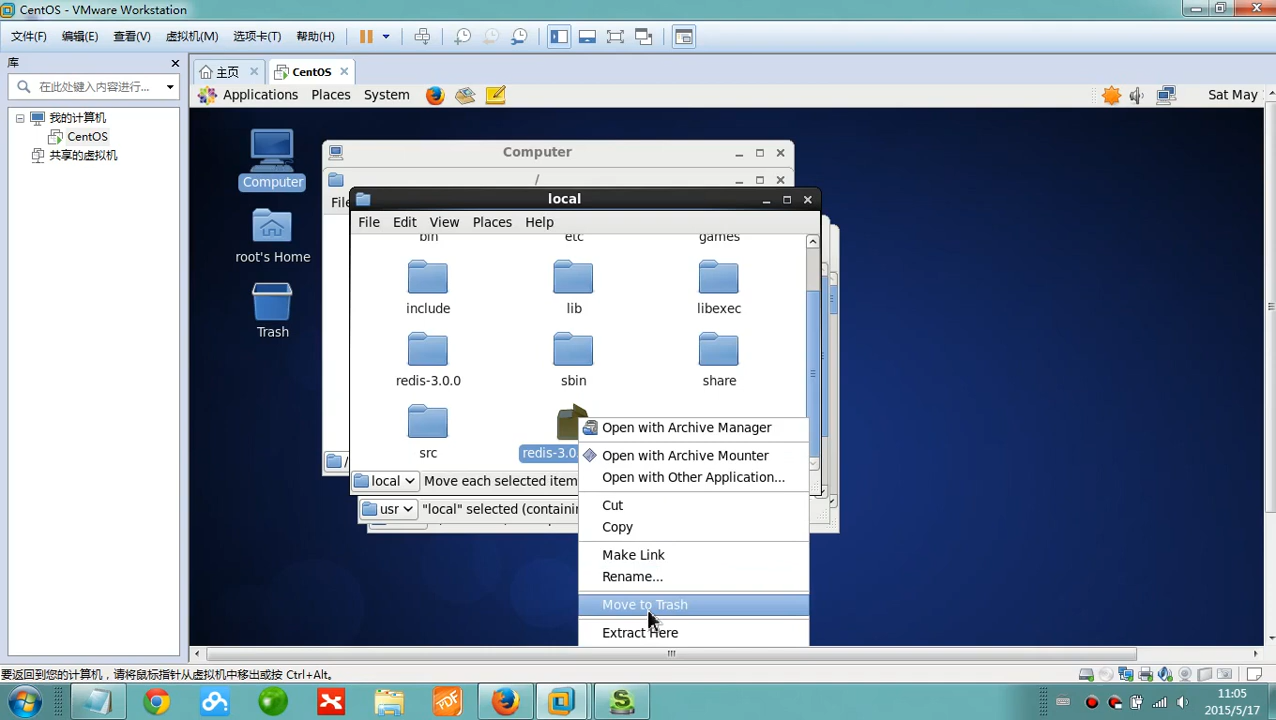 CentOS - VMware Workstation
文件(F) 编辑(E) 查看(V) 虚拟机(M) 选项卡(T) 帮助(H)
库
在此处键入内容进行...
我的计算机
CentOS
共享的虚拟机
主页 CentOS
Applications Places System Sat May
Computer
root's Home
Trash
Computer
/
File
local
File Edit View Places Help
bin etc games
include lib libexec
redis-3.0.0 sbin share
src redis-3.0.
local Move each selected item
usr "local" selected (containin
Open with Archive Manager
Open with Archive Mounter
Open with Other Application...
Cut
Copy
Make Link
Rename...
Move to Trash
Extract Here
要返回到您的计算机，请将鼠标指针从虚拟机中移出或按 Ctrl+Alt。
PDF
11:05
2015/5/17